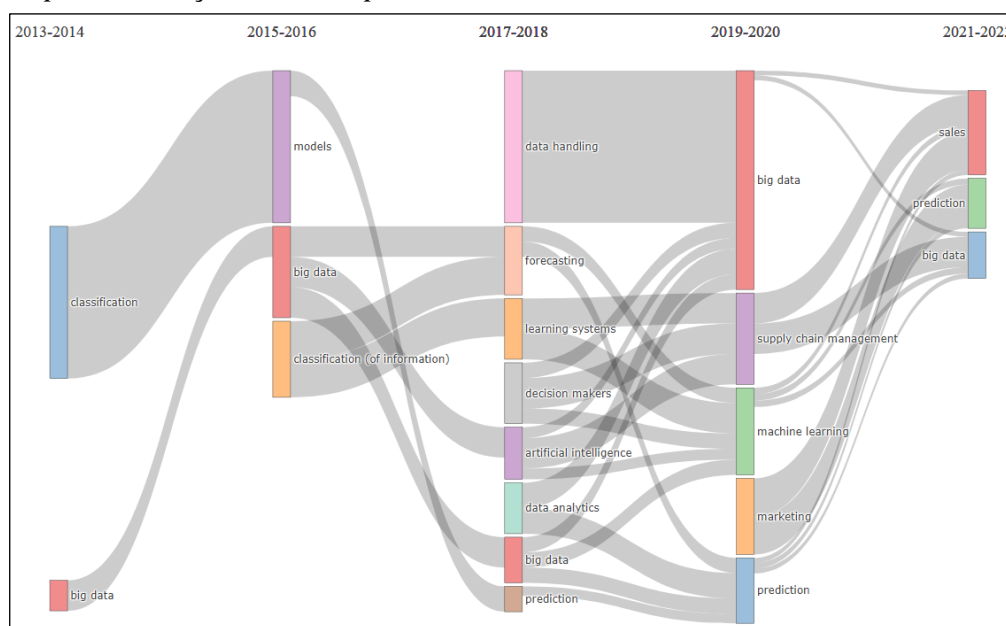 2013-2014
2015-2016
2017-2018
2019-2020
2021-2022
classification
big data
models
big data
classification (of information)
data handling
forecasting
learning systems
decision makers
artificial intelligence
data analytics
big data
prediction
big data
supply chain management
machine learning
marketing
prediction
sales
prediction
big data